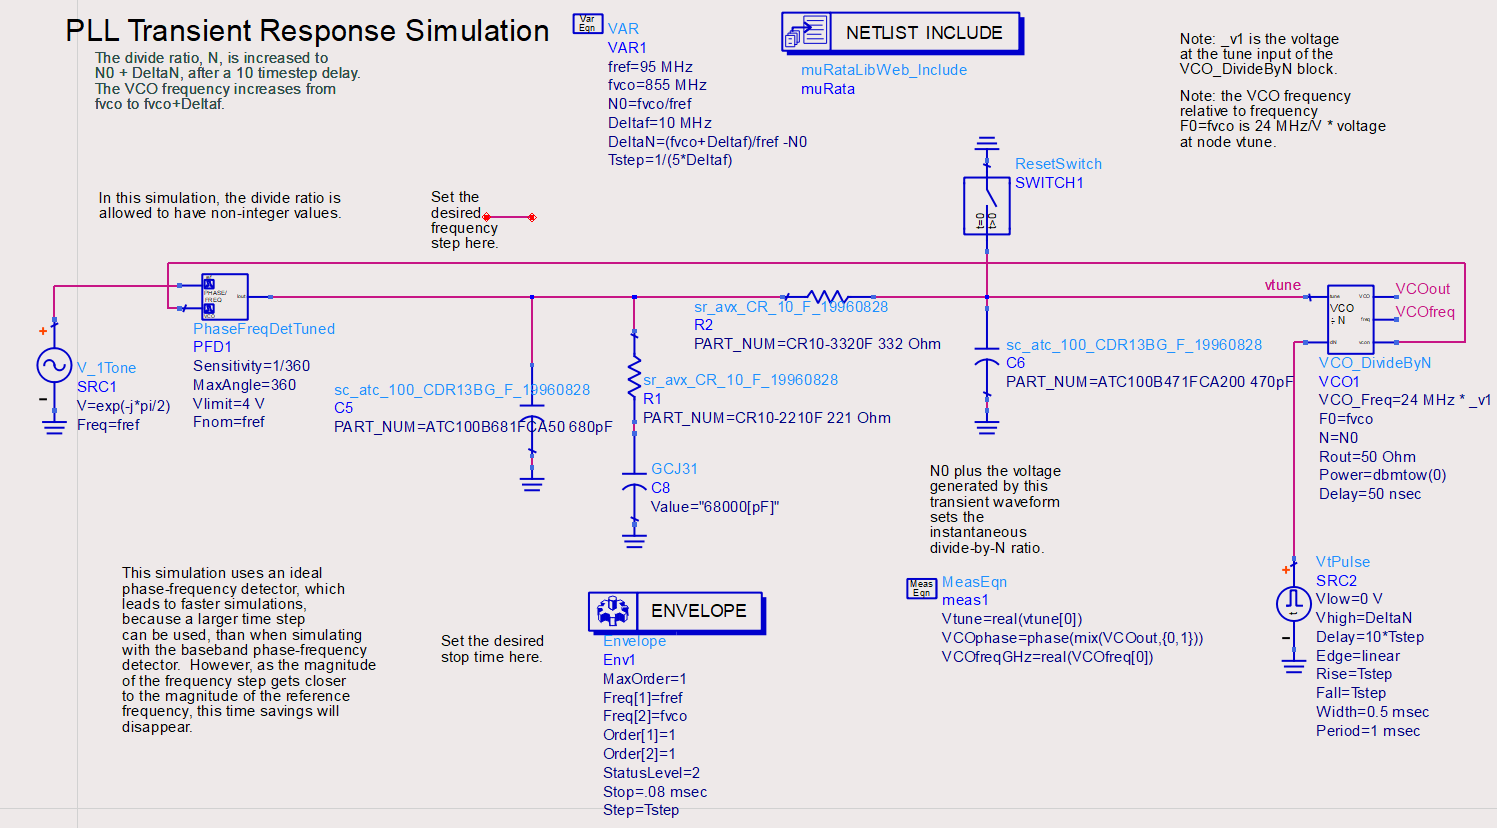 PLL Transient Response Simulation
The divide ratio, N, is increased to
N0 + DeltaN, after a 10 timestep delay.
The VCO frequency increases from
fvco to fvco+Deltaf.
Var
Eqn
VAR
VAR1
fref=95 MHz
fvco=855 MHz
N0=fvco/fref
Deltaf=10 MHz
DeltaN=(fvco+Deltaf)/fref -N0
Tstep=1/(5*Deltaf)
NETLIST INCLUDE
muRataLibWeb_Include
muRata
Note: _v1 is the voltage
at the tune input of the
VCO_DivideByN block.
Note: the VCO frequency
relative to frequency
F0=fvco is 24 MHz/V * voltage
at node vtune.
In this simulation, the divide ratio is
allowed to have non-integer values.
Set the
desired
frequency
step here.
ResetSwitch
SWITCH1
t=0
t>0
PHASE/
FREQ
VCO
Iout
PhaseFreqDetTuned
PFD1
Sensitivity=1/360
MaxAngle=360
Vlimit=4 V
Fnom=fref
V_1Tone
SRC1
V=exp(-j*pi/2)
Freq=fref
sc_atc_100_CDR13BG_F_19960828
C5
PART_NUM=ATC100B681FCA50 680pF
sr_avx_CR_10_F_19960828
R1
PART_NUM=CR10-2210F 221 Ohm
GCJ31
C8
Value="68000[pF]"
sr_avx_CR_10_F_19960828
R2
PART_NUM=CR10-3320F 332 Ohm
sc_atc_100_CDR13BG_F_19960828
C6
PART_NUM=ATC100B471FCA200 470pF
vtune
tune
VCO
freq
dN
vcon
VCO
÷ N
VCOout
VCOfreq
VCO_DivideByN
VCO1
VCO_Freq=24 MHz * _v1
F0=fvco
N=N0
Rout=50 Ohm
Power=dbmtow(0)
Delay=50 nsec
N0 plus the voltage
generated by this
transient waveform
sets the
instantaneous
divide-by-N ratio.
VtPulse
SRC2
Vlow=0 V
Vhigh=DeltaN
Delay=10*Tstep
Edge=linear
Rise=Tstep
Fall=Tstep
Width=0.5 msec
Period=1 msec
t
This simulation uses an ideal
phase-frequency detector, which
leads to faster simulations,
because a larger time step
can be used, than when simulating
with the baseband phase-frequency
detector.  However, as the magnitude
of the frequency step gets closer
to the magnitude of the reference
frequency, this time savings will
disappear.
Set the desired
stop time here.
ENVELOPE
Envelope
Env1
MaxOrder=1
Freq[1]=fref
Freq[2]=fvco
Order[1]=1
Order[2]=1
StatusLevel=2
Stop=.08 msec
Step=Tstep
Meas
Eqn
MeasEqn
meas1
Vtune=real(vtune[0])
VCOphase=phase(mix(VCOout,{0,1}))
VCOfreqGHz=real(VCOfreq[0])